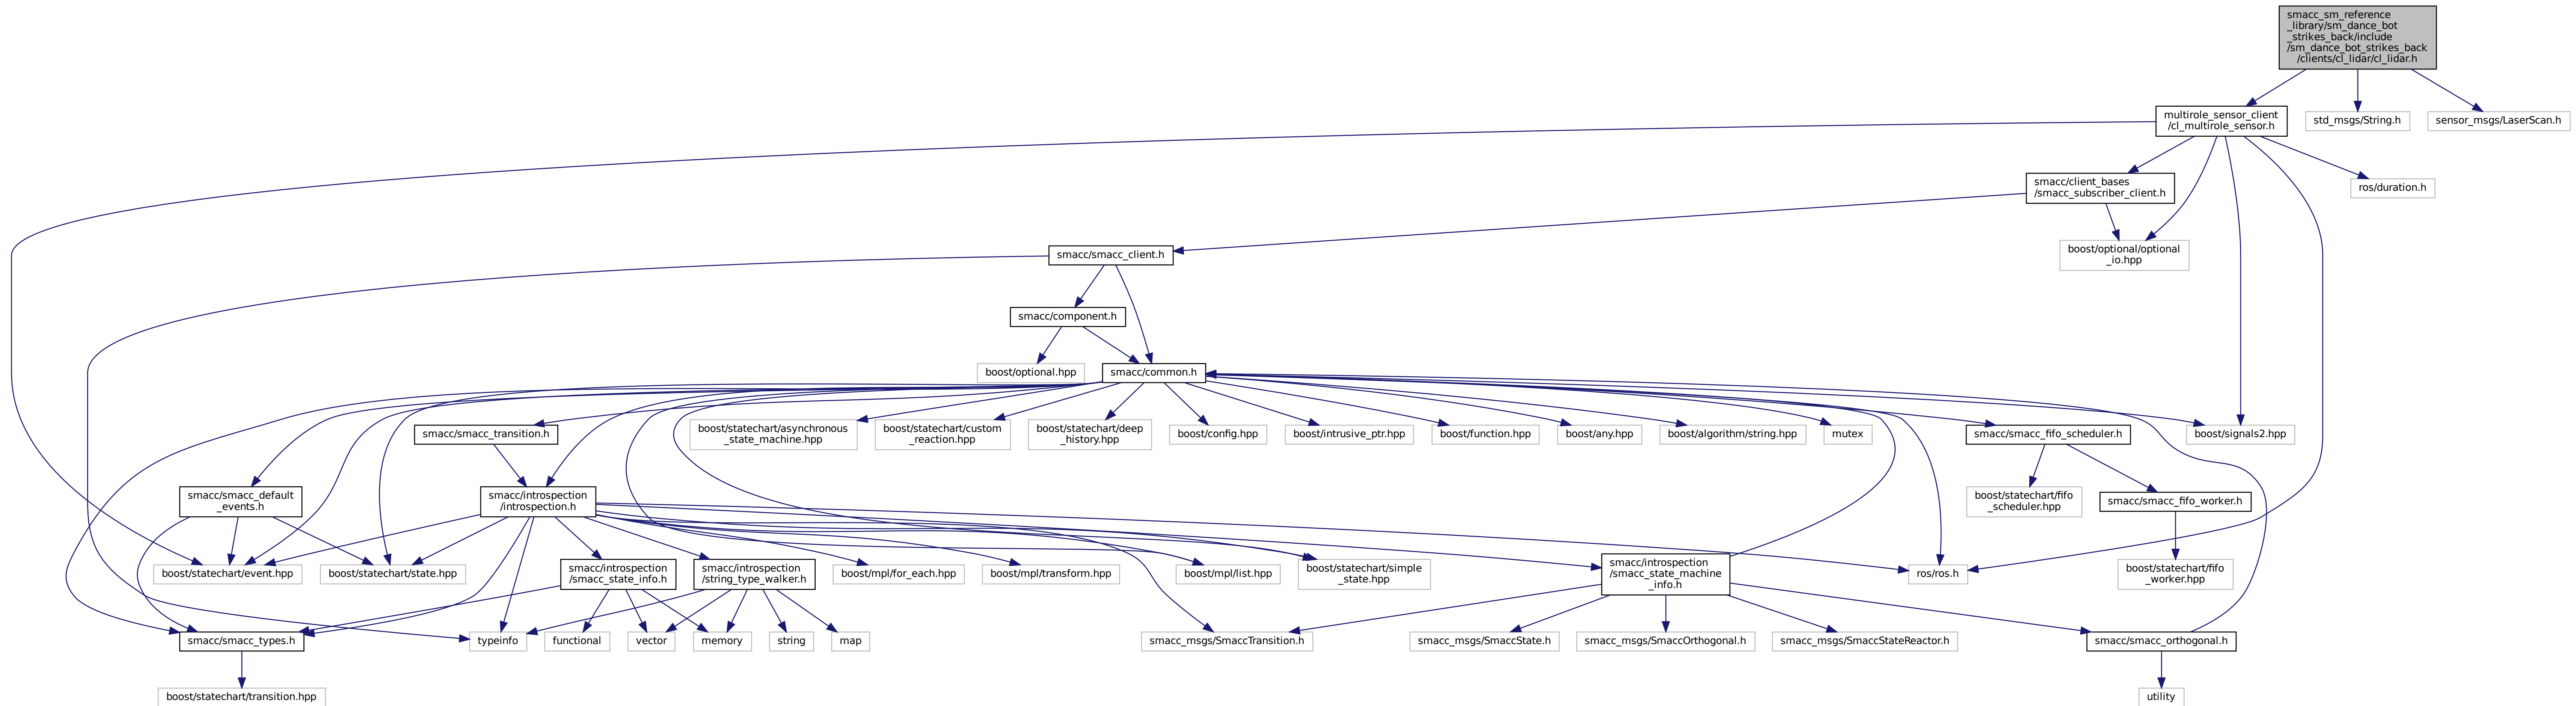 smacc_sm_reference
_library/sm_dance_bot
_strikes_back/include
/sm_dance_bot_strikes_back
/clients/cl_lidar/cl_lidar.h
multirole_sensor_client
/cl_multirole_sensor.h
std_msgs/String.h
sensor_msgs/LaserScan.h
smacc/client_bases
/smacc_subscriber_client.h
ros/duration.h
smacc/smacc_client.h
boost/optional/optional
_io.hpp
smacc/component.h
boost/optional.hpp
smacc/common.h
smacc/smacc_transition.h
boost/statechart/asynchronous
_state_machine.hpp
boost/statechart/custom
_reaction.hpp
boost/statechart/deep
_history.hpp
boost/config.hpp
boost/intrusive_ptr.hpp
boost/function.hpp
boost/any.hpp
boost/algorithm/string.hpp
mutex
smacc/smacc_fifo_scheduler.h
boost/signals2.hpp
smacc/smacc_default
_events.h
smacc/introspection
/introspection.h
boost/statechart/fifo
_scheduler.hpp
smacc/smacc_fifo_worker.h
boost/statechart/event.hpp
boost/statechart/state.hpp
smacc/introspection
/smacc_state_info.h
smacc/introspection
/string_type_walker.h
boost/mpl/for_each.hpp
boost/mpl/transform.hpp
boost/mpl/list.hpp
boost/statechart/simple
_state.hpp
smacc/introspection
/smacc_state_machine
_info.h
ros/ros.h
boost/statechart/fifo
_worker.hpp
smacc/smacc_types.h
typeinfo
functional
vector
memory
string
map
smacc_msgs/SmaccTransition.h
smacc_msgs/SmaccState.h
smacc_msgs/SmaccOrthogonal.h
smacc_msgs/SmaccStateReactor.h
smacc/smacc_orthogonal.h
boost/statechart/transition.hpp
utility